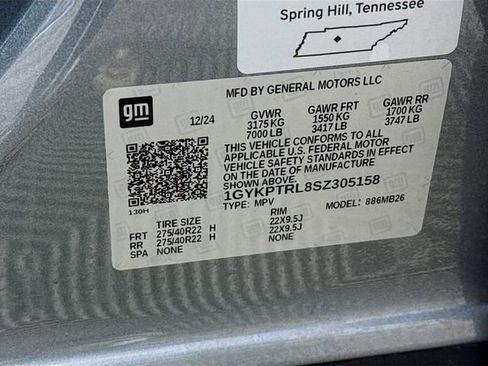 Spring Hill, Tennessee
gm
MFD BY GENERAL MOTORS LLC
12/24 GVWR GAWR FRT GAWR RR
3175 KG 1550 KG 1700 KG
7000 LB 3417 LB 3747 LB
THIS VEHICLE CONFORMS TO ALL
APPLICABLE U.S. FEDERAL MOTOR
VEHICLE SAFETY STANDARDS IN EFFECT
ON THE DATE OF MANUFACTURE SHOWN ABOVE.
1GYKPTRL8SZ305158
130H TYPE: MPV MODEL: 886MB26
TIRE SIZE RIM
FRT 275/40R22 H 22X9.5J
RR 275/40R22 H 22X9.5J
SPA NONE NONE